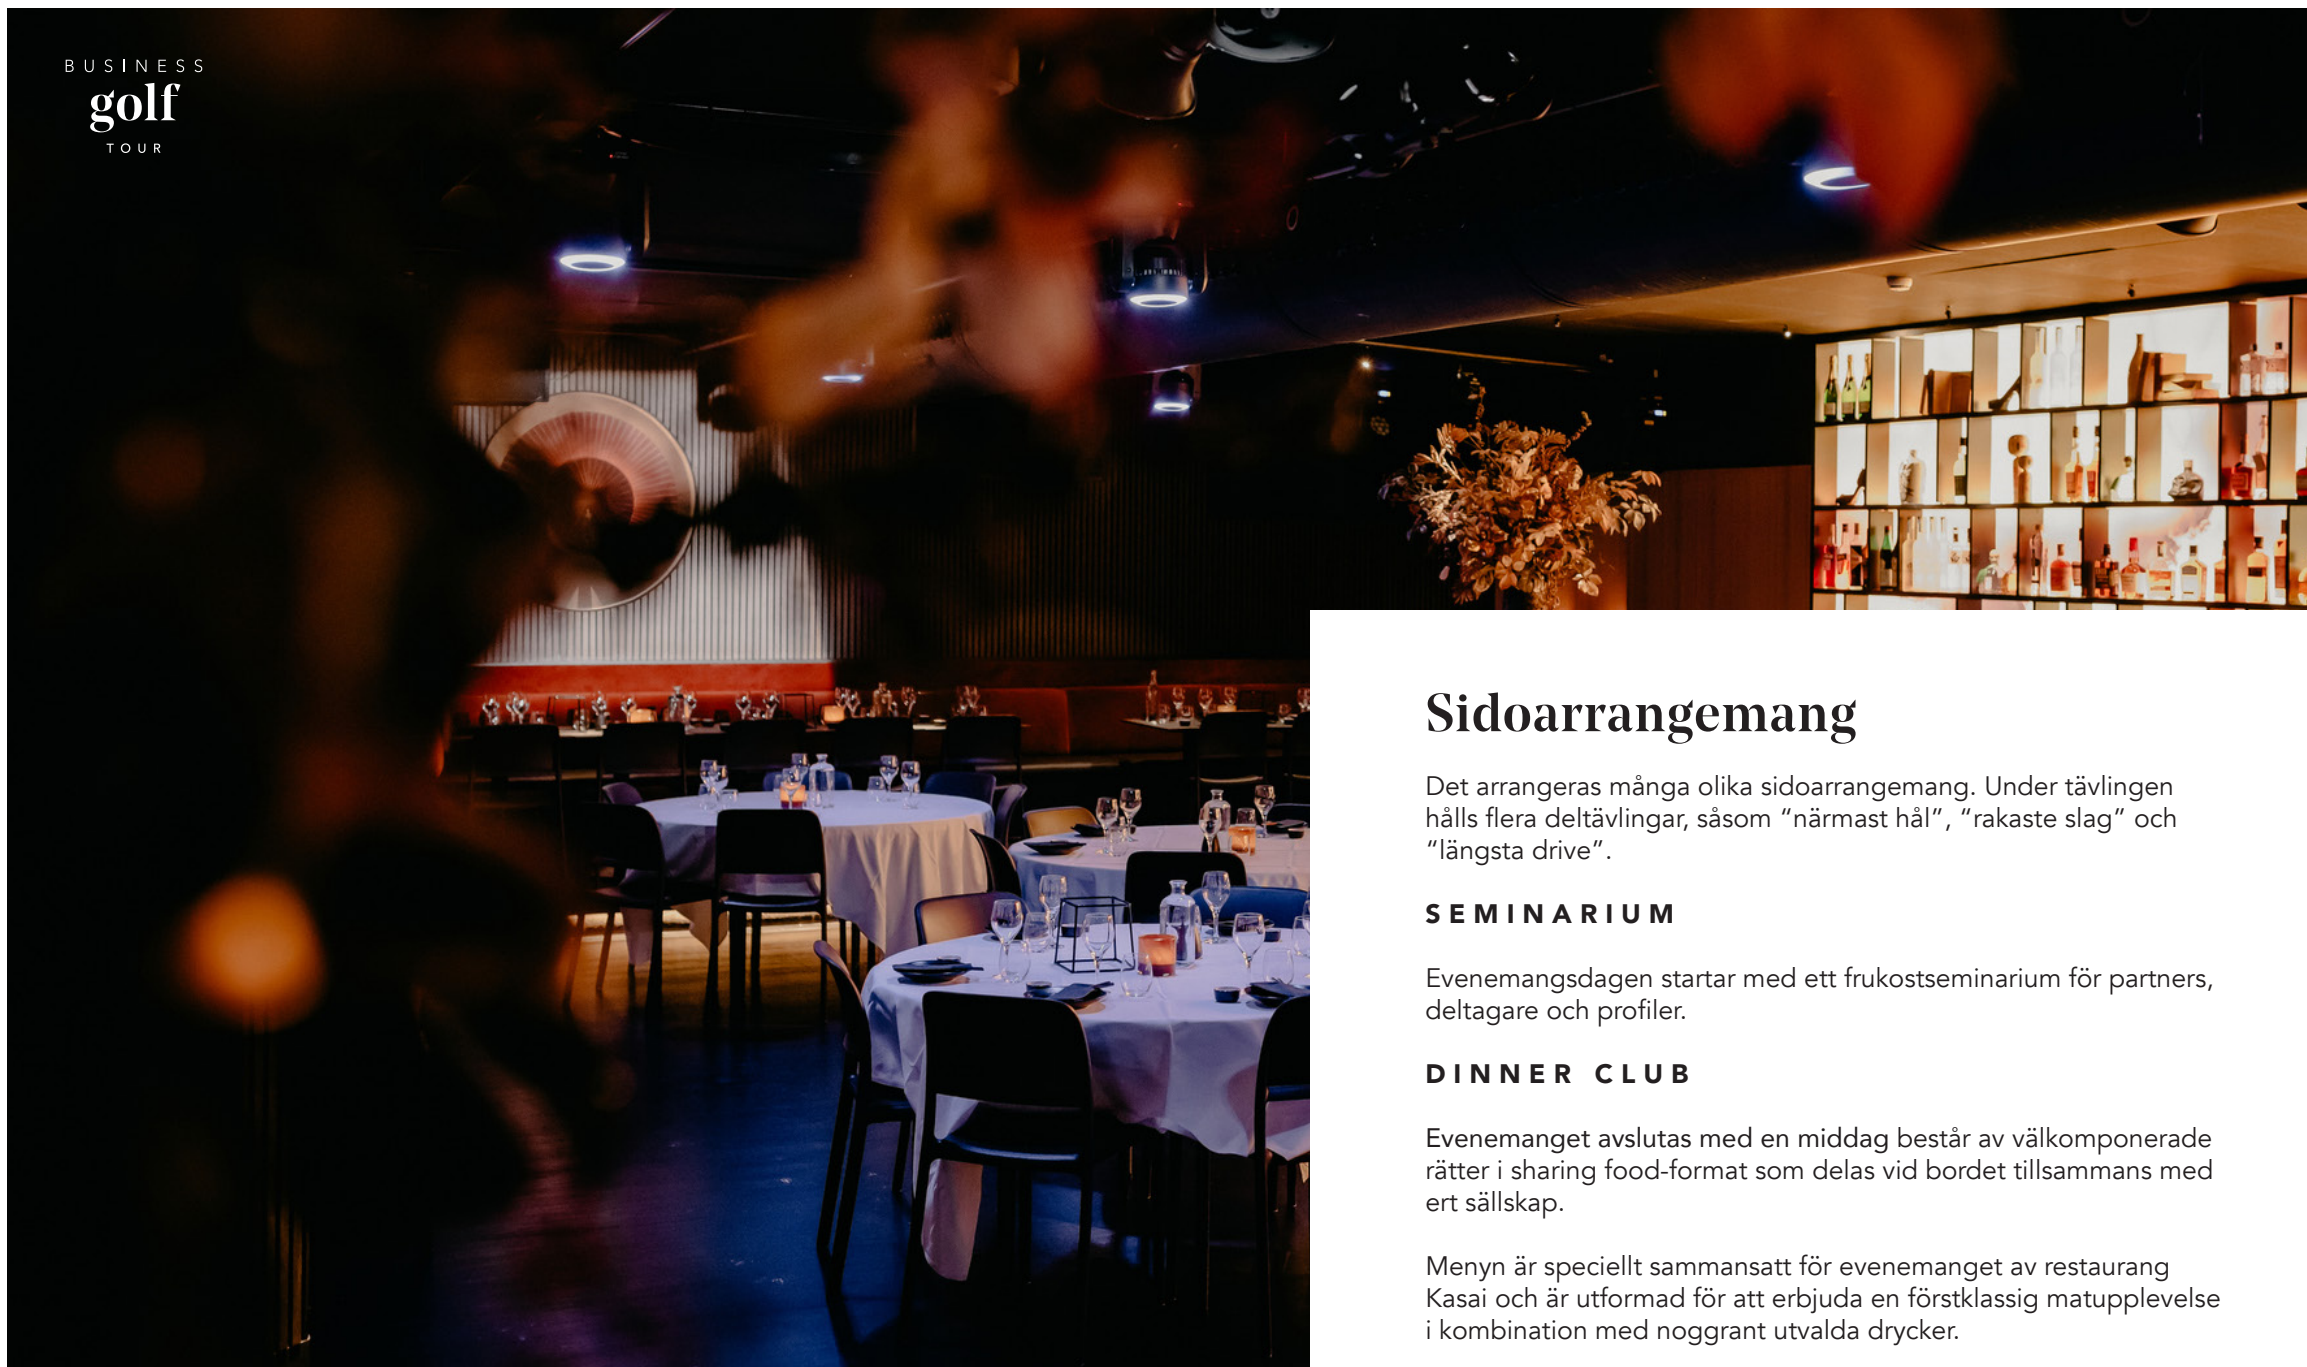 BUSINESS
golf
TOUR
Sidoarrangemang
Det arrangeras många olika sidoarrangemang. Under tävlingen
hålls flera deltävlingar, såsom “närmast hål”, “rakaste slag” och
“längsta drive”.
SEMINARIUM
Evenemangsdagen startar med ett frukostseminarium för partners,
deltagare och profiler.
DINNER CLUB
Evenemanget avslutas med en middag består av välkomponerade
rätter i sharing food-format som delas vid bordet tillsammans med
ert sällskap.
Menyn är speciellt sammansatt för evenemanget av restaurang
Kasai och är utformad för att erbjuda en förstklassig matupplevelse
i kombination med noggrant utvalda drycker.